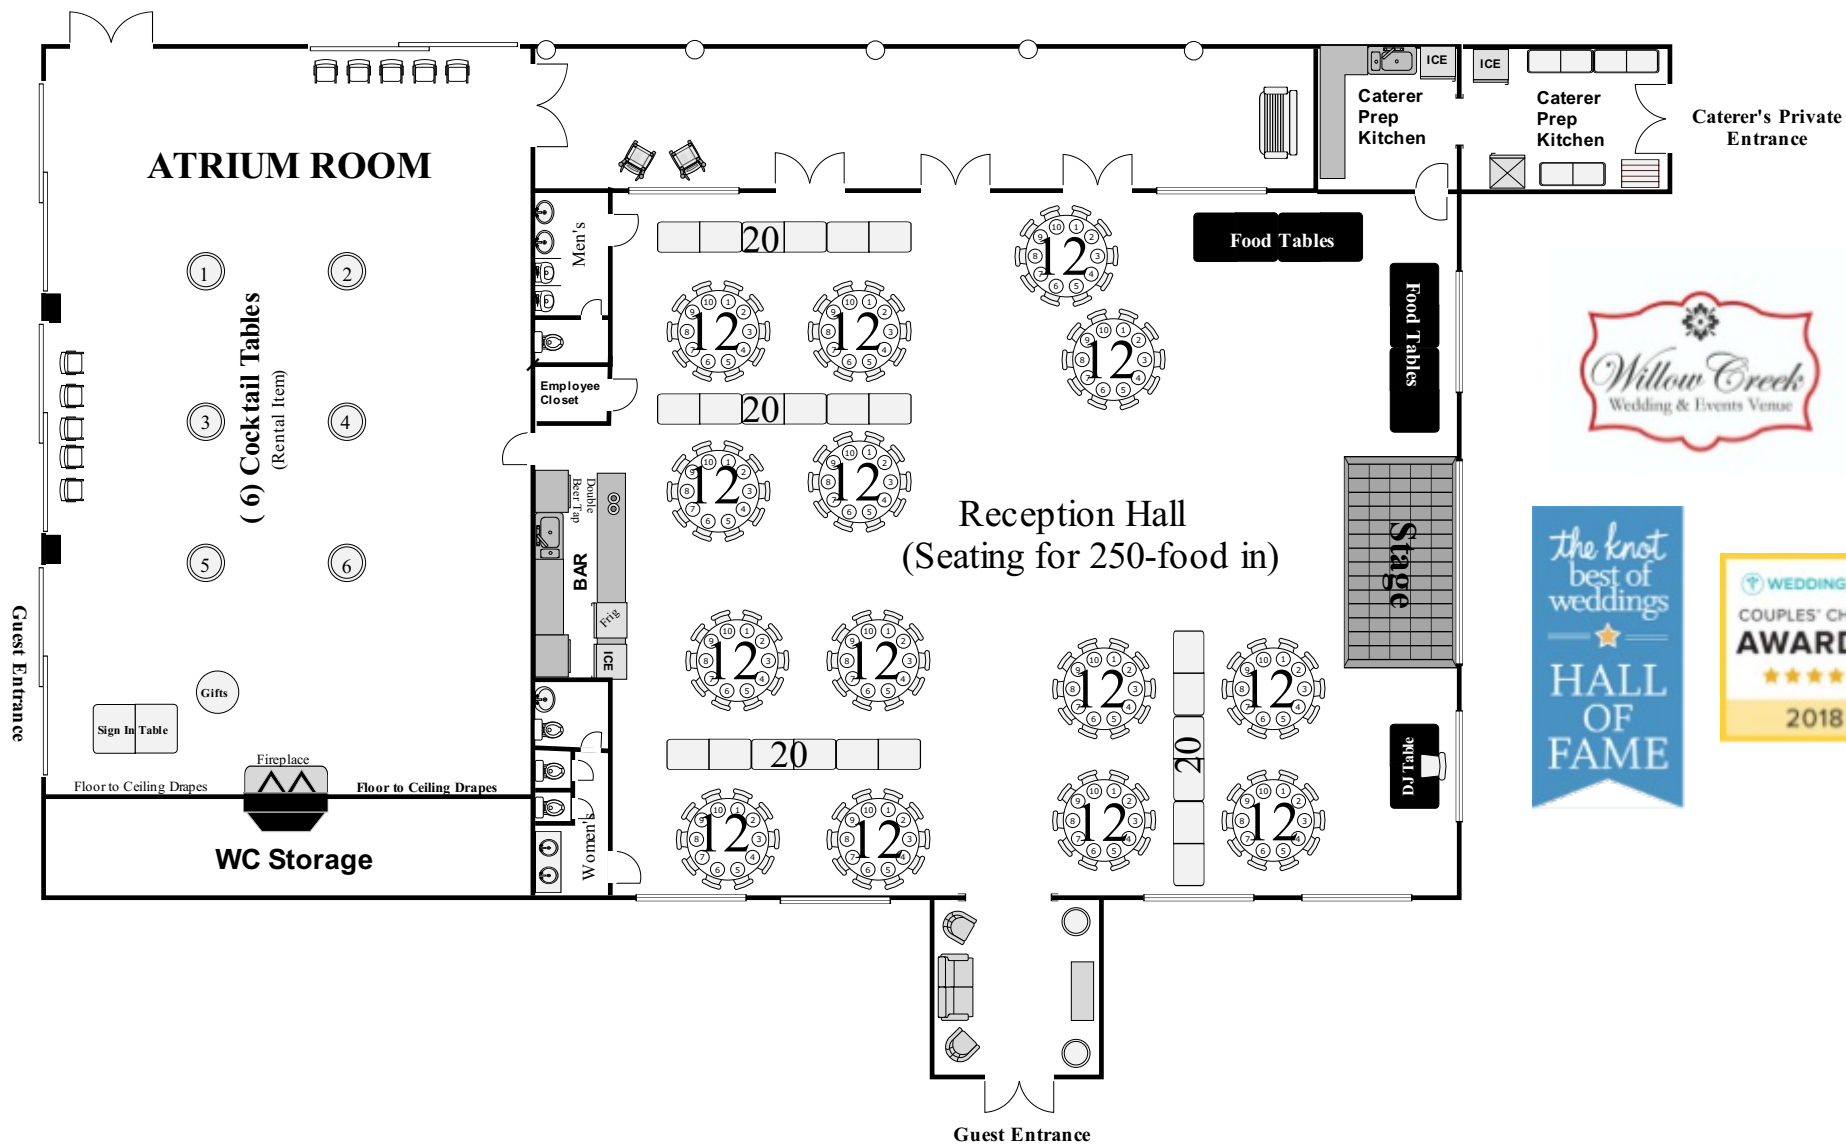 ICE
ICE
Caterer
Prep
Kitchen
Caterer
Prep
Kitchen
Caterer's Private
Entrance
ATRIUM ROOM
Men's
20
12
Food Tables
Food Tables
1
2
12
12
12
( 6) Cocktail Tables
(Rental Item)
Employee
Closet
20
3
4
12
12
Double
Beer Tap
BAR
Frig
ICE
Reception Hall
(Seating for 250-food in)
Stage
5
6
Guest Entrance
Gifts
Sign In Table
Fireplace
Floor to Ceiling Drapes
Floor to Ceiling Drapes
WC Storage
Women's
12
12
12
12
20
20
DJ Table
12
12
12
12
Guest Entrance
Willow Creek
Wedding & Events Venue
the knot
best of
weddings
HALL
OF
FAME
WEDDING
COUPLES' CH
AWARD
2018